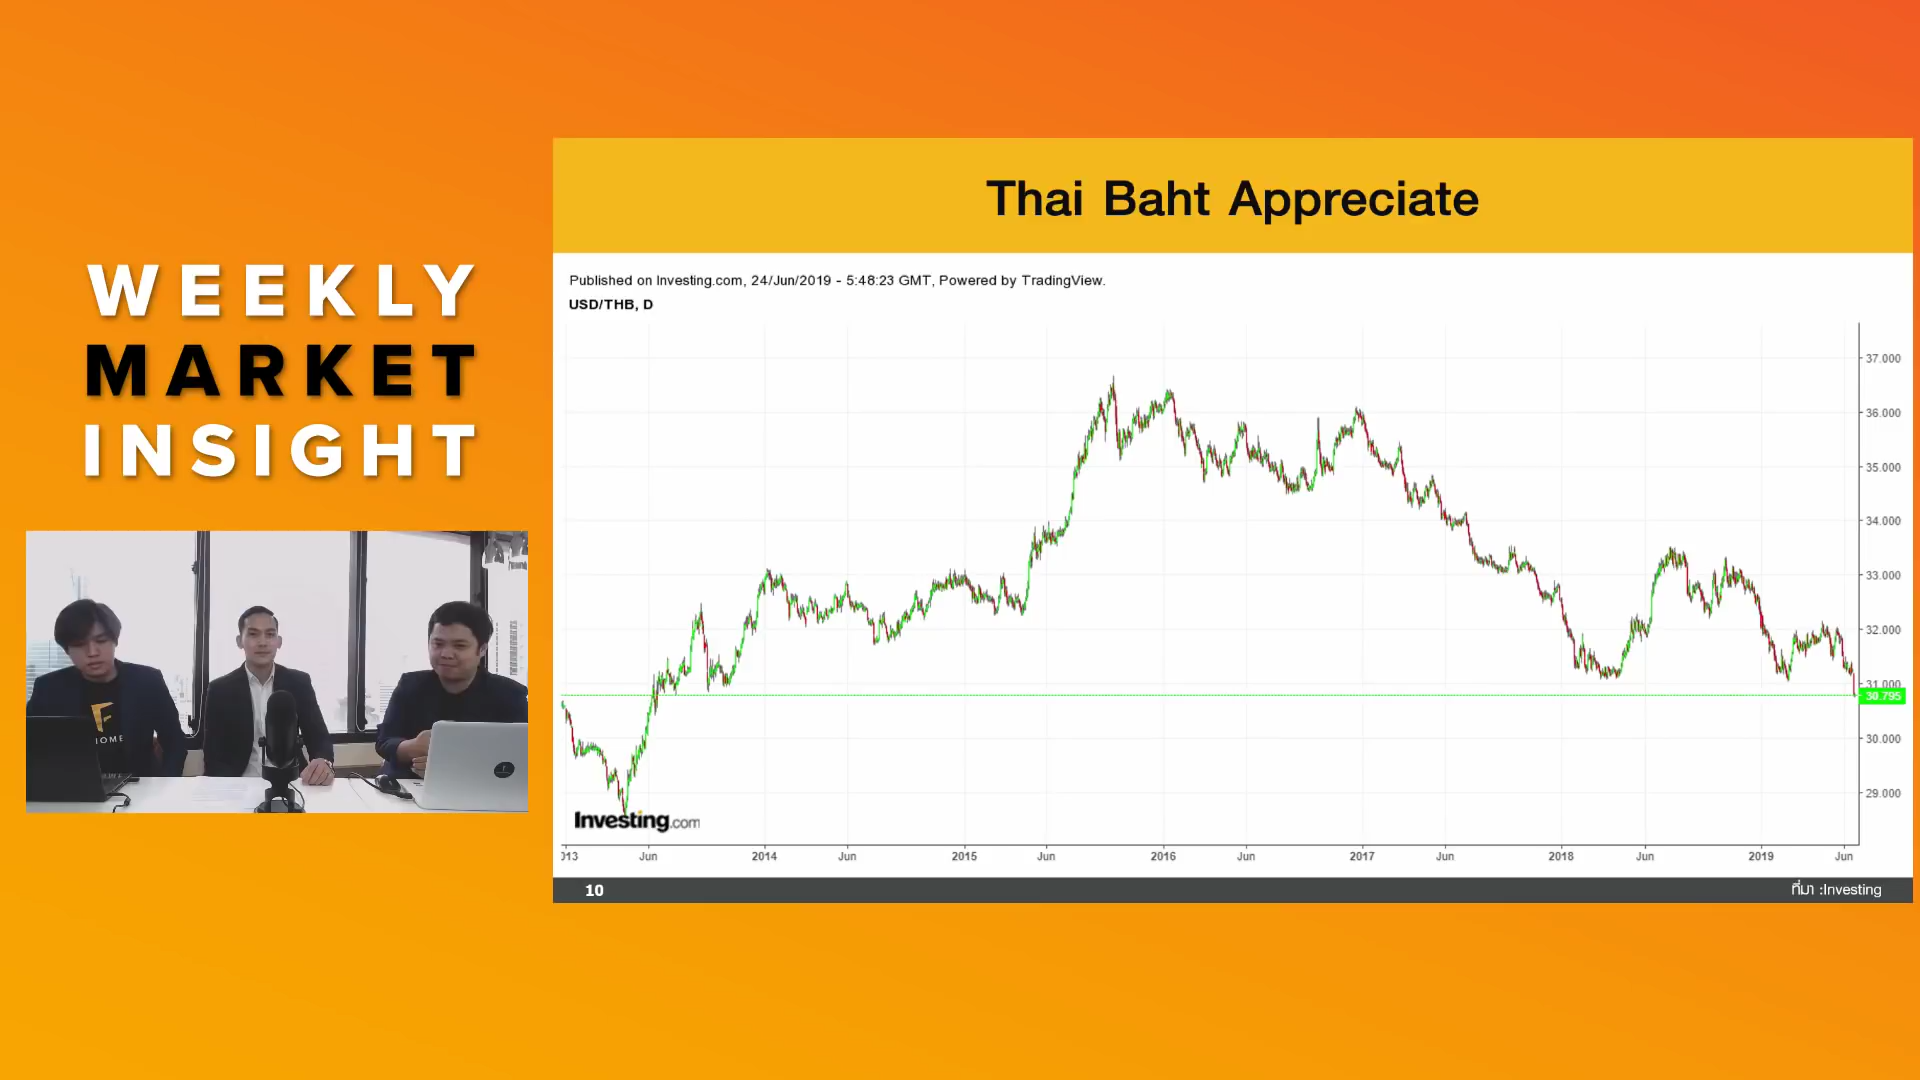 WEEKLY
MARKET
INSIGHT
Thai Baht Appreciate
Published on Investing.com, 24/Jun/2019 - 5:48:23 GMT, Powered by TradingView.
USD/THB, D
37.000
36.000
35.000
34.000
33.000
32.000
31.000
30.795
30.000
29.000
Investing.com
2014
Jun
2015
Jun
2016
Jun
2017
Jun
2018
Jun
2019
Jun
10
ที่มา :Investing